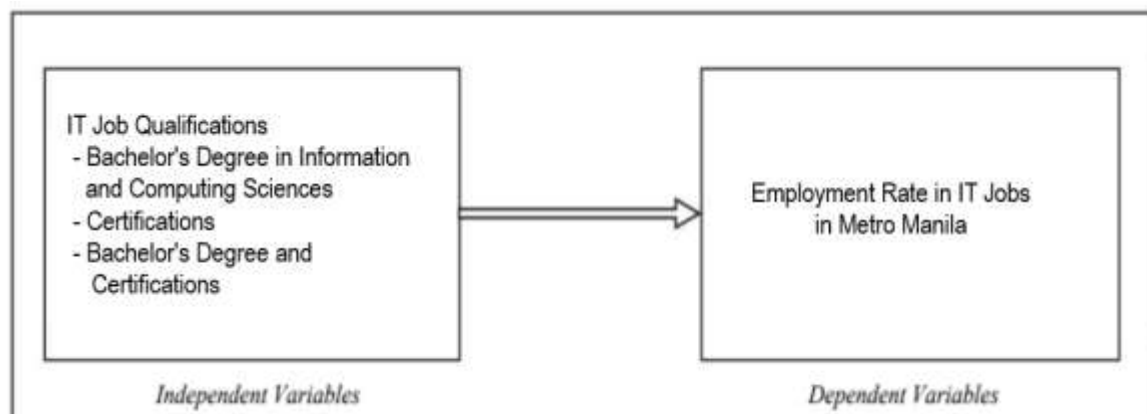 IT Job Qualifications
- Bachelor's Degree in Information
and Computing Sciences
- Certifications
- Bachelor's Degree and
Certifications
Employment Rate in IT Jobs
in Metro Manila
Independent Variables
Dependent Variables